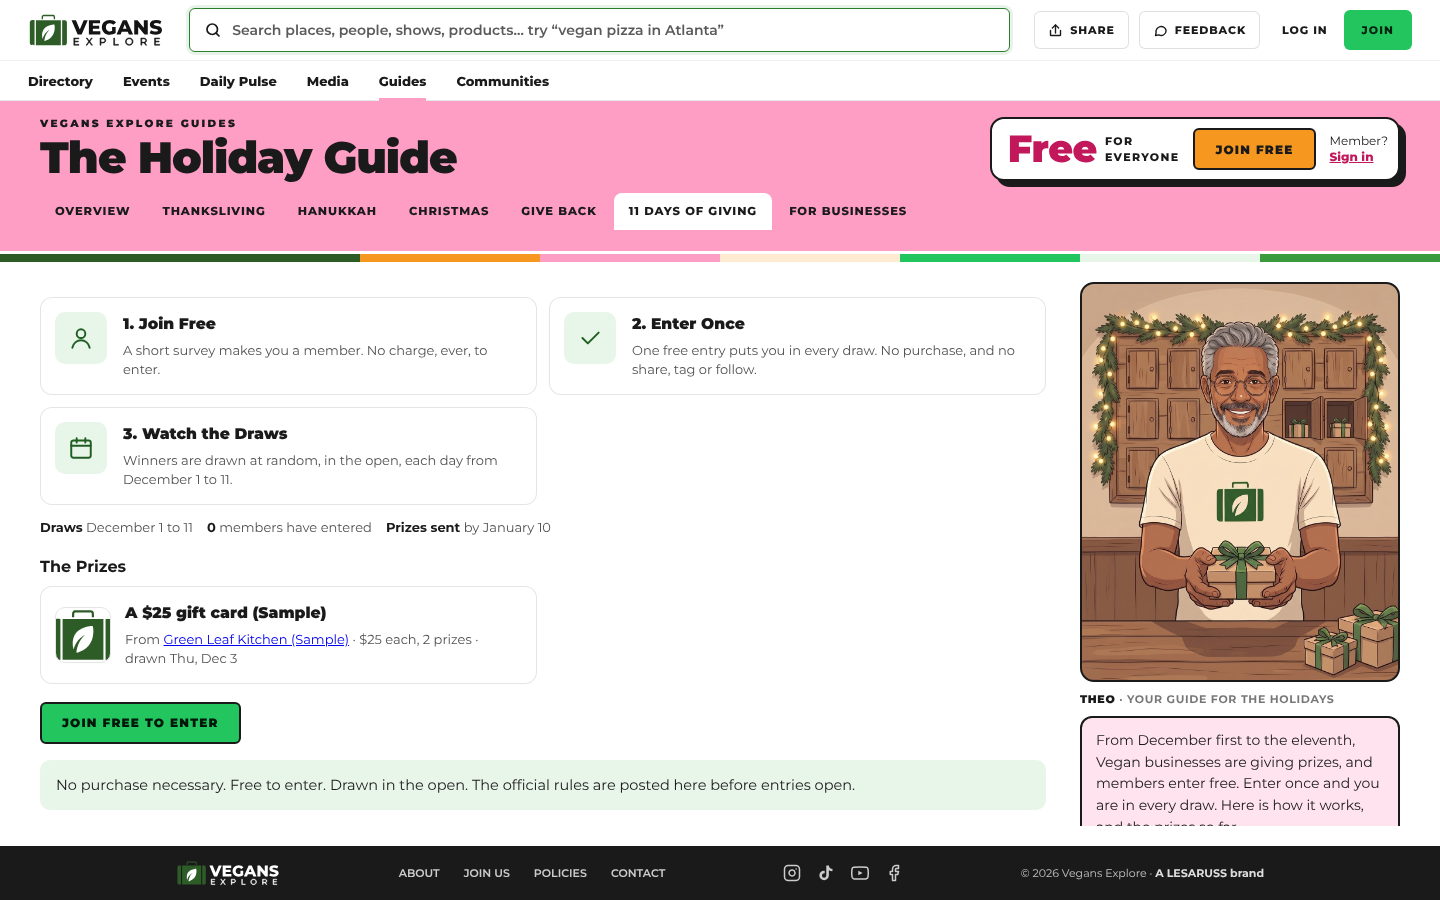 VEGANS
EXPLORE
Search places, people, shows, products... try “vegan pizza in Atlanta”
SHARE
FEEDBACK
LOG IN
JOIN
Directory
Events
Daily Pulse
Media
Guides
Communities
VEGANS EXPLORE GUIDES
The Holiday Guide
Free
FOR
EVERYONE
JOIN FREE
Member?
Sign in
OVERVIEW
THANKSLIVING
HANUKKAH
CHRISTMAS
GIVE BACK
11 DAYS OF GIVING
FOR BUSINESSES
1. Join Free
A short survey makes you a member. No charge, ever, to
enter.
2. Enter Once
One free entry puts you in every draw. No purchase, and no
share, tag or follow.
3. Watch the Draws
Winners are drawn at random, in the open, each day from
December 1 to 11.
Draws December 1 to 11
0 members have entered
Prizes sent by January 10
The Prizes
A $25 gift card (Sample)
From Green Leaf Kitchen (Sample) · $25 each, 2 prizes ·
drawn Thu, Dec 3
JOIN FREE TO ENTER
No purchase necessary. Free to enter. Drawn in the open. The official rules are posted here before entries open.
THEO · YOUR GUIDE FOR THE HOLIDAYS
From December first to the eleventh,
Vegan businesses are giving prizes, and
members enter free. Enter once and you
are in every draw. Here is how it works,
and the prizes so far.
VEGANS
EXPLORE
ABOUT
JOIN US
POLICIES
CONTACT
© 2026 Vegans Explore · A LESARUSS brand